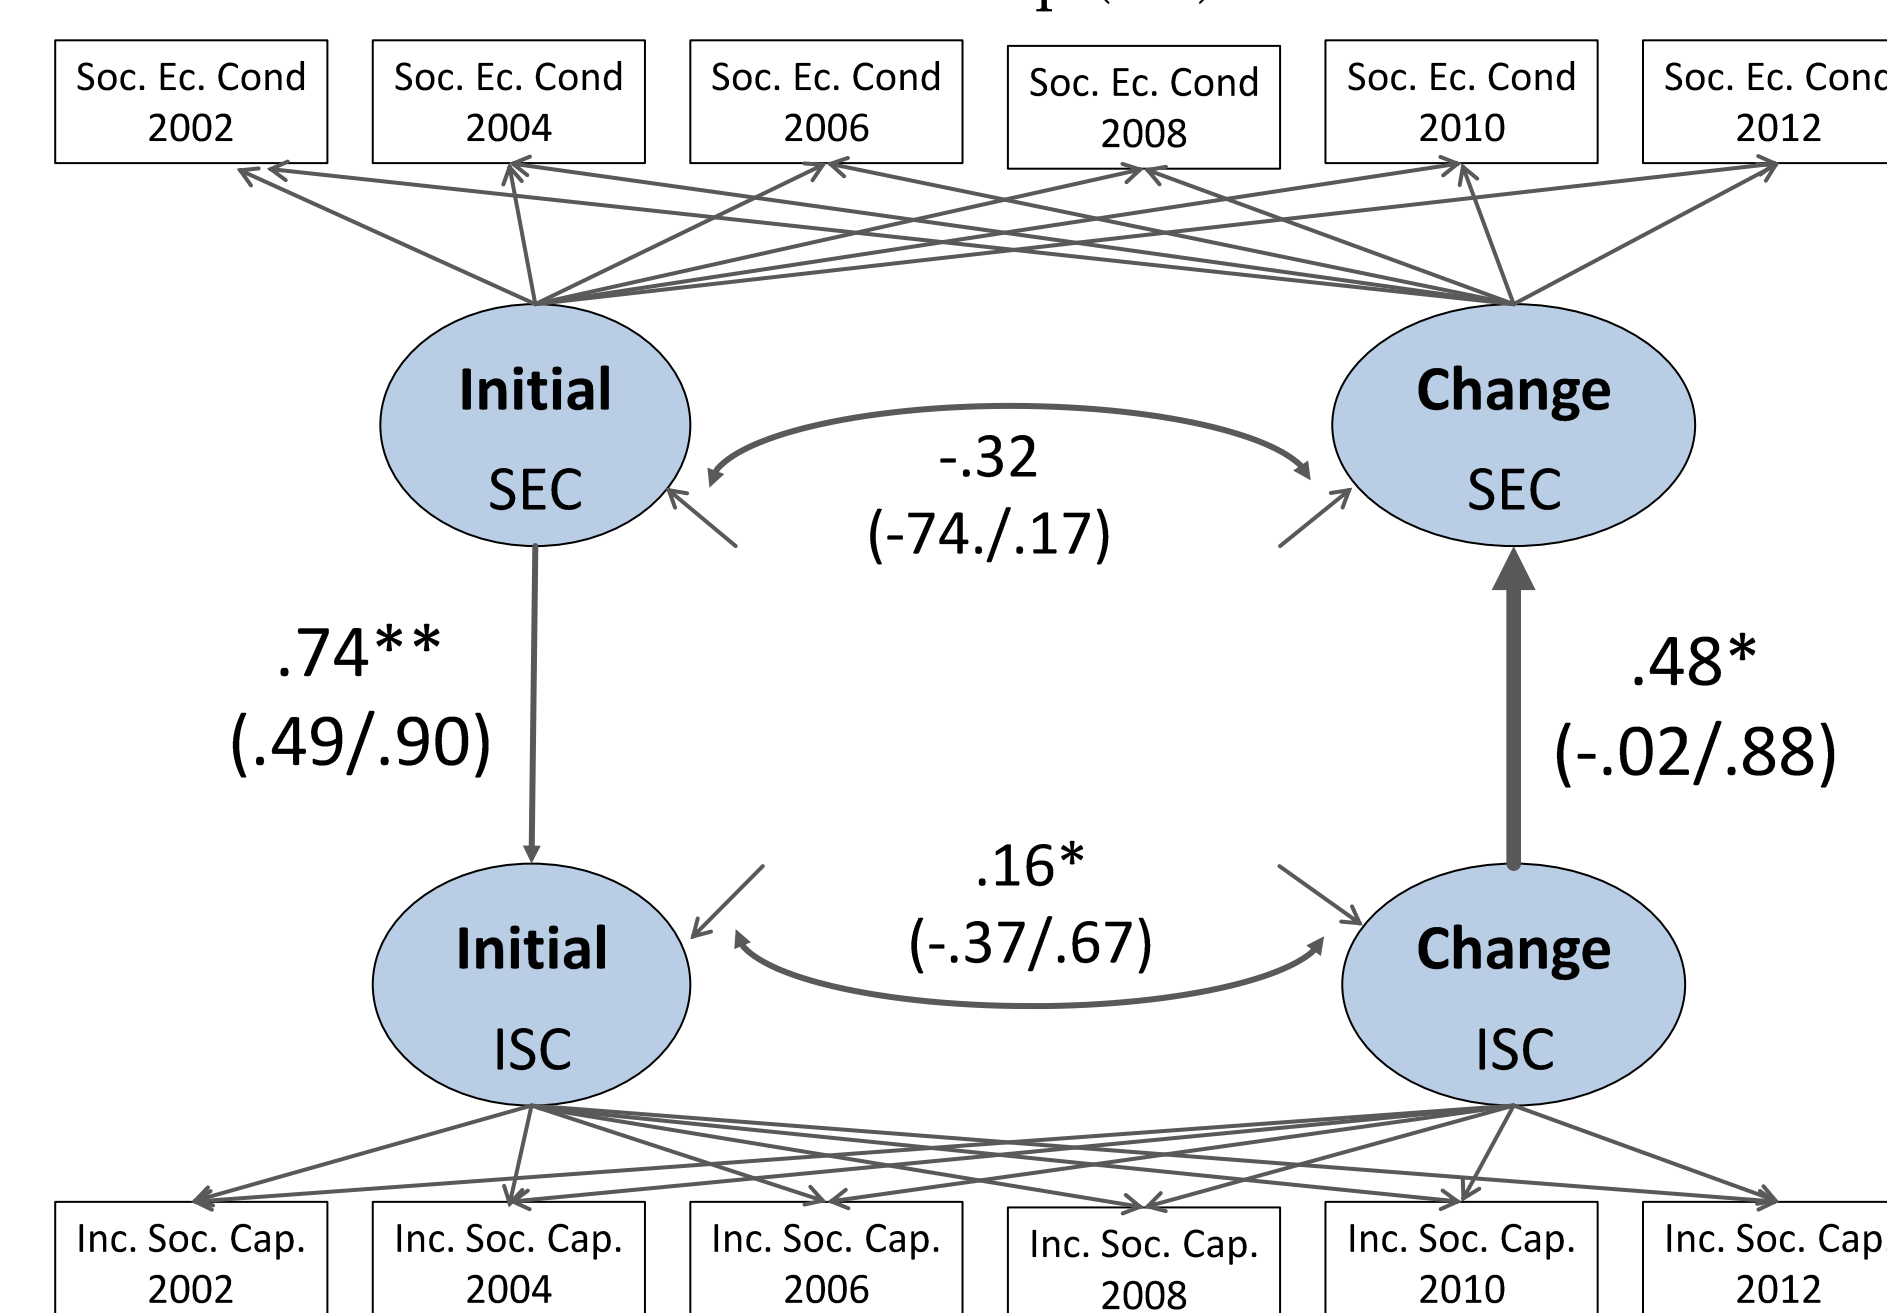 Soc. Ec. Cond
2002
Soc. Ec. Cond
2004
Soc. Ec. Cond
2006
Soc. Ec. Cond
2008
Soc. Ec. Cond
2010
Soc. Ec. Cond
2012
Initial
SEC
Change
SEC
-.32
(-74./.17)
.74**
(.49/.90)
.48*
(-.02/.88)
.16*
(-.37/.67)
Initial
ISC
Change
ISC
Inc. Soc. Cap.
2002
Inc. Soc. Cap.
2004
Inc. Soc. Cap.
2006
Inc. Soc. Cap.
2008
Inc. Soc. Cap.
2010
Inc. Soc. Cap.
2012